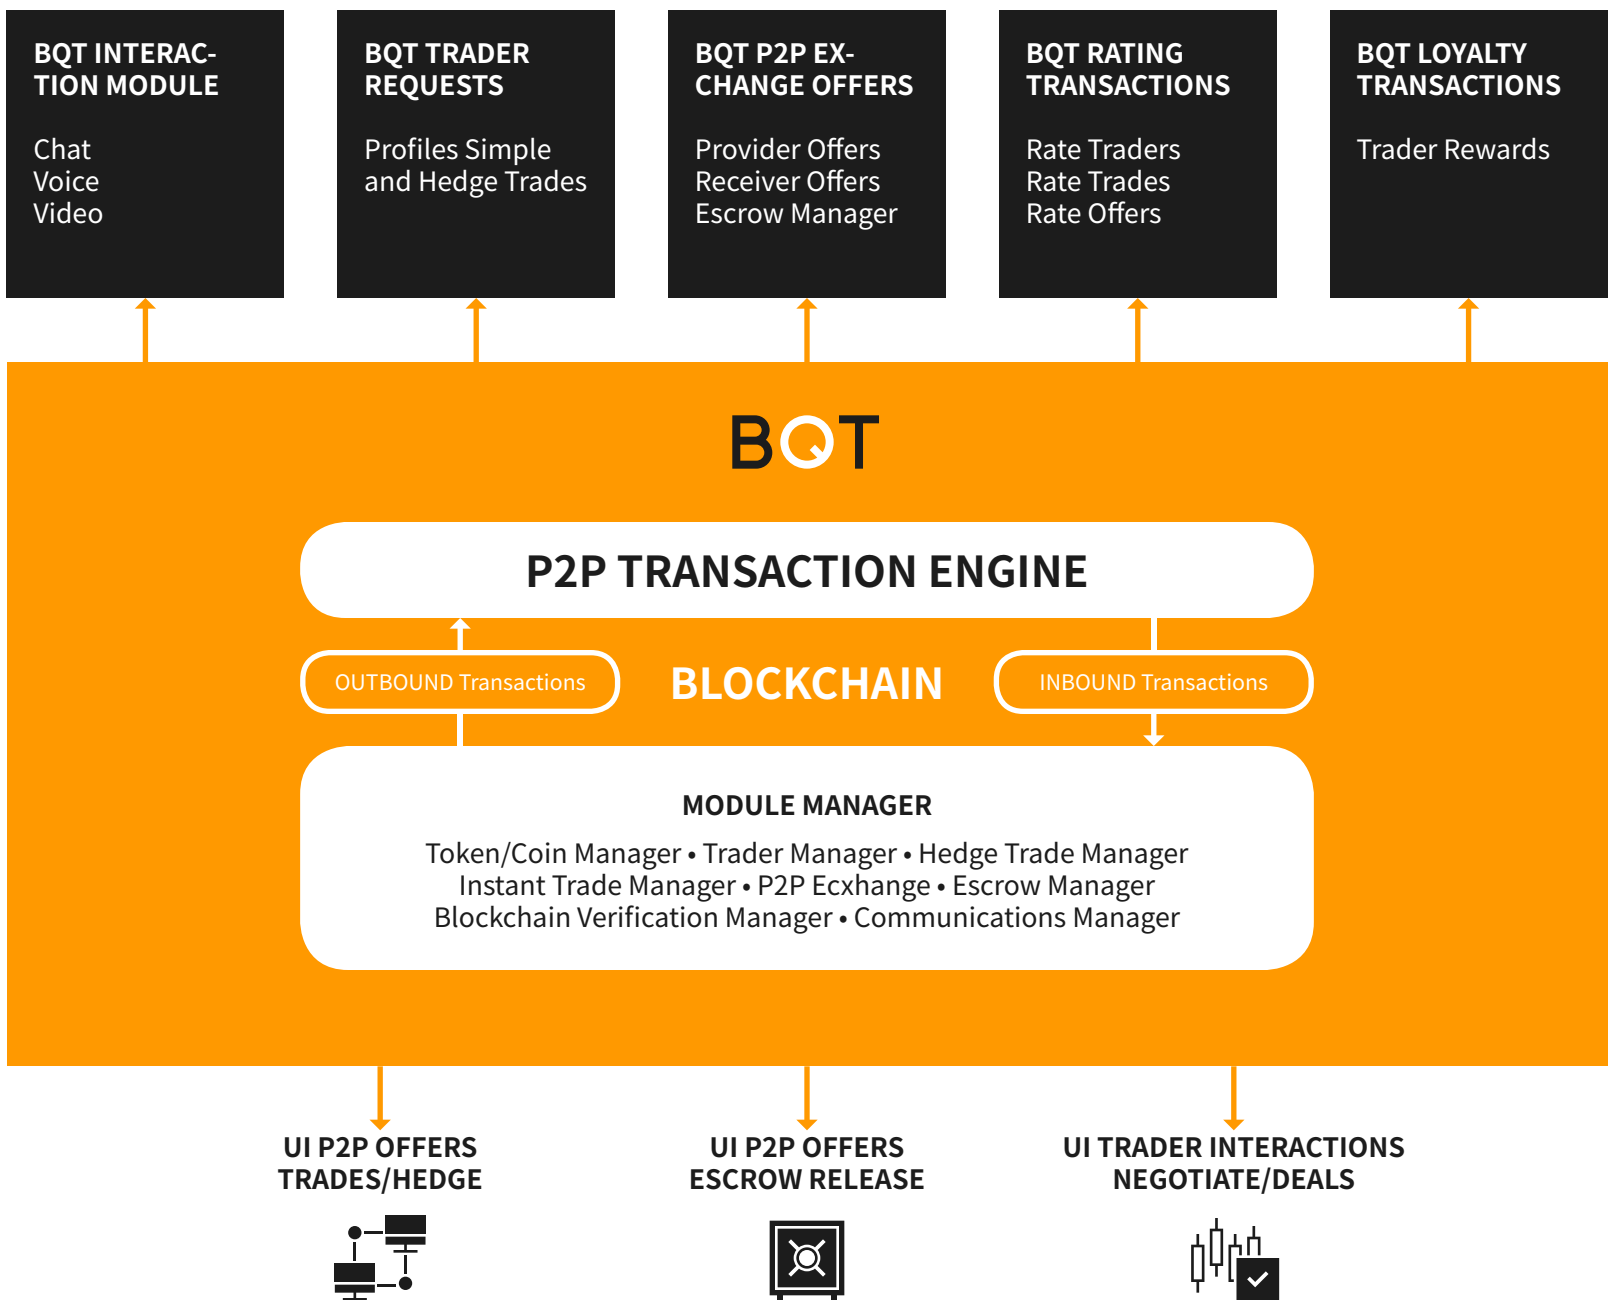 BQT INTERAC-
TION MODULE
Chat
Voice
Video
BQT TRADER
REQUESTS
Profiles Simple
and Hedge Trades
BQT P2P EX-
CHANGE OFFERS
Provider Offers
Receiver Offers
Escrow Manager
BQT RATING
TRANSACTIONS
Rate Traders
Rate Trades
Rate Offers
BQT LOYALTY
TRANSACTIONS
Trader Rewards
BQT
P2P TRANSACTION ENGINE
OUTBOUND Transactions
BLOCKCHAIN
INBOUND Transactions
MODULE MANAGER
Token/Coin Manager • Trader Manager • Hedge Trade Manager
Instant Trade Manager • P2P Ecxhange • Escrow Manager
Blockchain Verification Manager • Communications Manager
UI P2P OFFERS
TRADES/HEDGE
UI P2P OFFERS
ESCROW RELEASE
UI TRADER INTERACTIONS
NEGOTIATE/DEALS